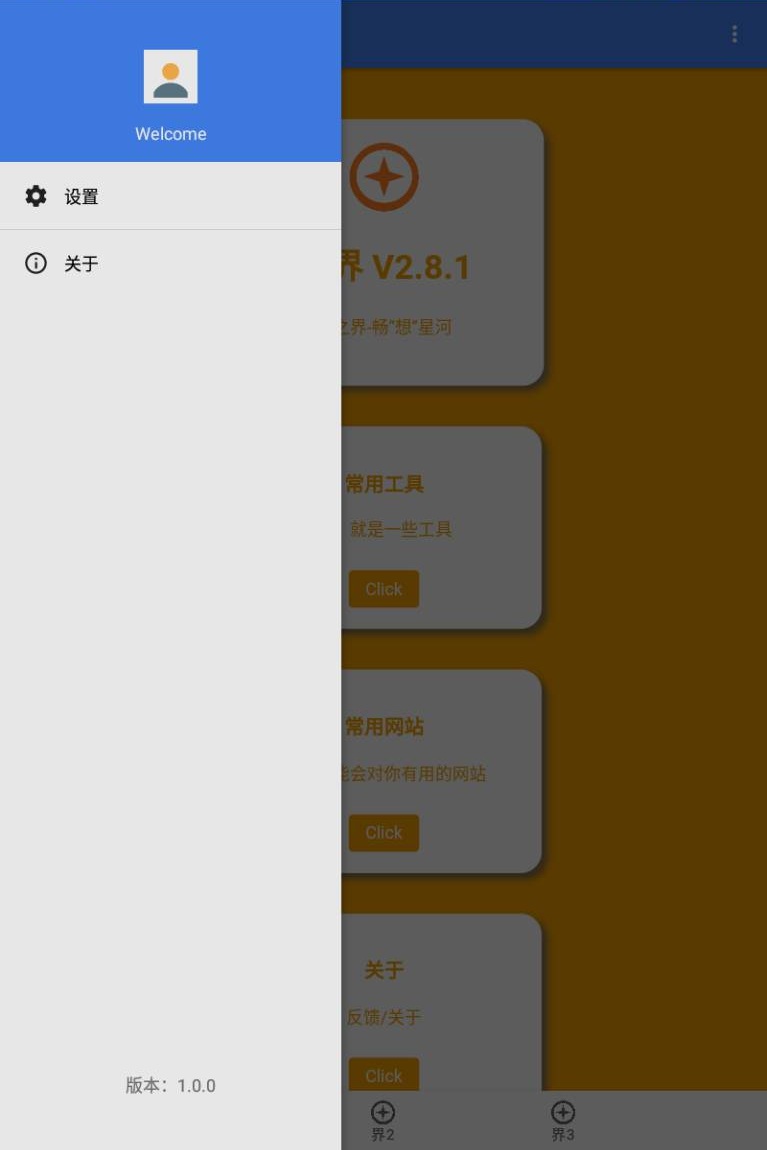 Welcome
设置
关于
版本：1.0.0
界 V2.8.1
之界-畅“想”星河
常用工具
就是一些工具
Click
常用网站
能会对你有用的网站
Click
关于
反馈/关于
Click
界2
界3